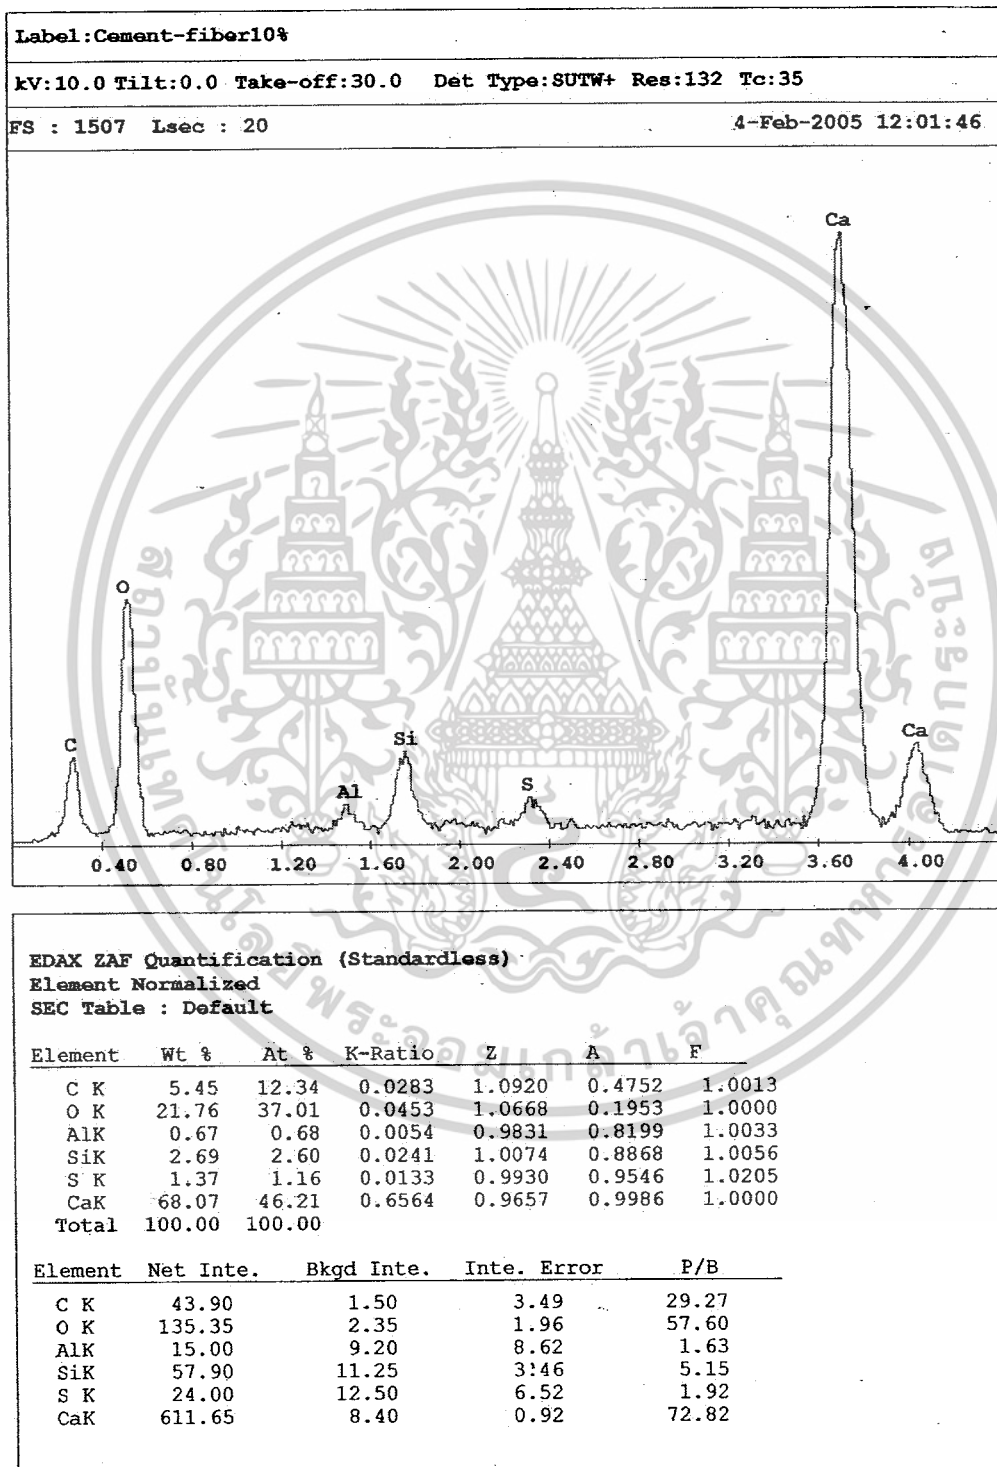 Label:Cement-fiber10%
kV:10.0 Tilt:0.0 Take-off:30.0 Det Type:SUTW+ Res:132 Tc:35
FS : 1507 Lsec : 20 4-Feb-2005 12:01:46
Ca
O
C
Al
Si
S
Ca
0.40 0.80 1.20 1.60 2.00 2.40 2.80 3.20 3.60 4.00
EDAX ZAF Quantification (Standardless)
Element Normalized
SEC Table : Default
Element Wt % At % K-Ratio Z A F
C K 5.45 12.34 0.0283 1.0920 0.4752 1.0013
O K 21.76 37.01 0.0453 1.0668 0.1953 1.0000
AlK 0.67 0.68 0.0054 0.9831 0.8199 1.0033
SiK 2.69 2.60 0.0241 1.0074 0.8868 1.0056
S K 1.37 1.16 0.0133 0.9930 0.9546 1.0205
CaK 68.07 46.21 0.6564 0.9657 0.9986 1.0000
Total 100.00 100.00
Element Net Inte. Bkgd Inte. Inte. Error P/B
C K 43.90 1.50 3.49 29.27
O K 135.35 2.35 1.96 57.60
AlK 15.00 9.20 8.62 1.63
SiK 57.90 11.25 3.46 5.15
S K 24.00 12.50 6.52 1.92
CaK 611.65 8.40 0.92 72.82